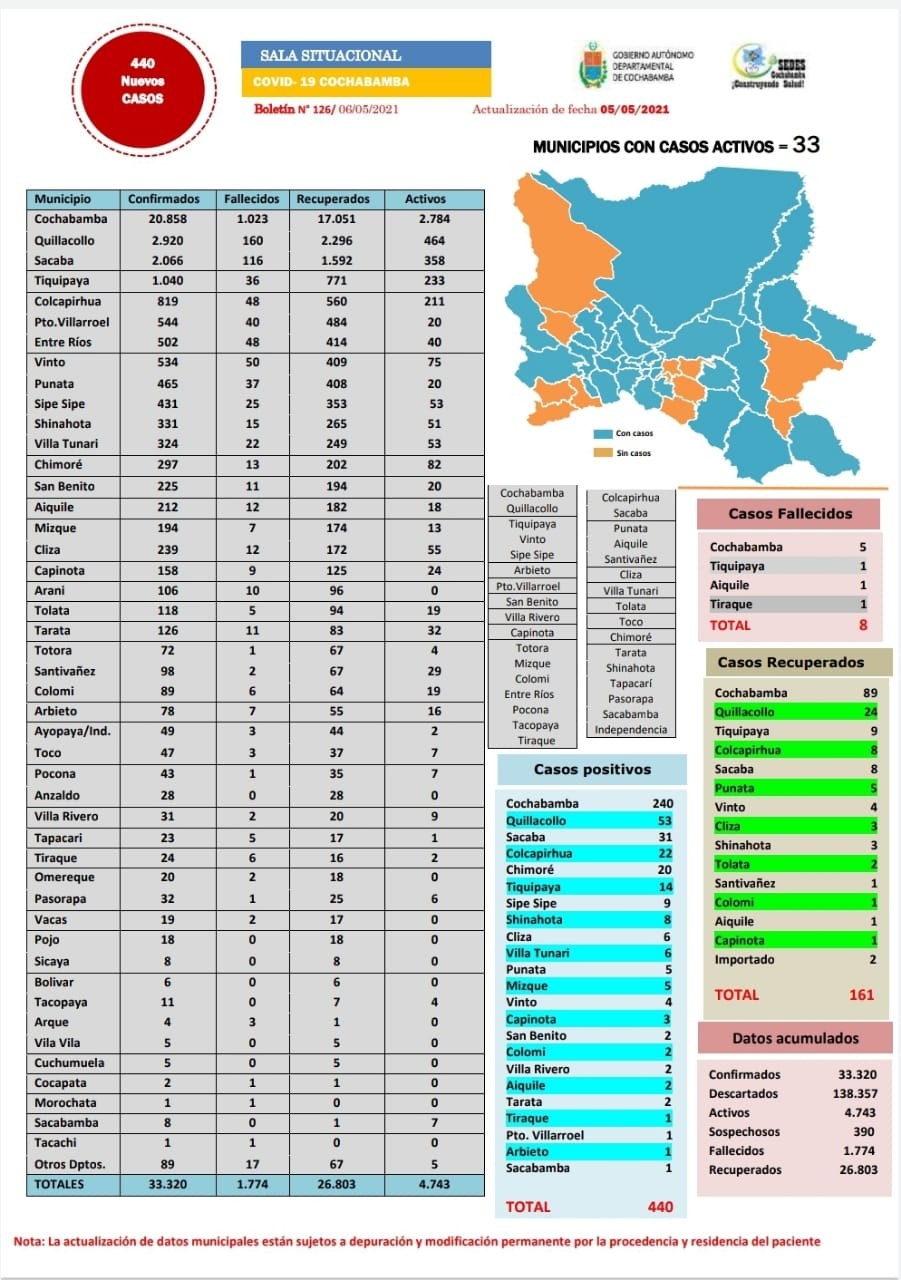 440
Nuevos
CASOS
SALA SITUACIONAL
COVID- 19 COCHABAMBA
Boletín N° 126/ 06/05/2021
Actualización de fecha 05/05/2021
GOBIERNO AUTÓNOMO
DEPARTAMENTAL
DE COCHABAMBA
SEDES
Cochabamba
¡Construyendo Salud!
MUNICIPIOS CON CASOS ACTIVOS = 33
Municipio Confirmados Fallecidos Recuperados Activos
Cochabamba 20.858 1.023 17.051 2.784
Quillacollo 2.920 160 2.296 464
Sacaba 2.066 116 1.592 358
Tiquipaya 1.040 36 771 233
Colcapirhua 819 48 560 211
Pto.Villarroel 544 40 484 20
Entre Ríos 502 48 414 40
Vinto 534 50 409 75
Punata 465 37 408 20
Sipe Sipe 431 25 353 53
Shinahota 331 15 265 51
Villa Tunari 324 22 249 53
Chimoré 297 13 202 82
San Benito 225 11 194 20
Aiquile 212 12 182 18
Mizque 194 7 174 13
Cliza 239 12 172 55
Capinota 158 9 125 24
Arani 106 10 96 0
Tolata 118 5 94 19
Tarata 126 11 83 32
Totora 72 1 67 4
Santivañez 98 2 67 29
Colomi 89 6 64 19
Arbieto 78 7 55 16
Ayopaya/Ind. 49 3 44 2
Toco 47 3 37 7
Pocona 43 1 35 7
Anzaldo 28 0 28 0
Villa Rivero 31 2 20 9
Tapacari 23 5 17 1
Tiraque 24 6 16 2
Omereque 20 2 18 0
Pasorapa 32 1 25 6
Vacas 19 2 17 0
Pojo 18 0 18 0
Sicaya 8 0 8 0
Bolivar 6 0 6 0
Tacopaya 11 0 7 4
Arque 4 3 1 0
Vila Vila 5 0 5 0
Cuchumuela 5 0 5 0
Cocapata 2 1 1 0
Morochata 1 1 0 0
Sacabamba 8 0 1 7
Tacachi 1 1 0 0
Otros Dptos. 89 17 67 5
TOTALES 33.320 1.774 26.803 4.743
Con casos
Sin casos
Cochabamba
Quillacollo
Tiquipaya
Vinto
Sipe Sipe
Arbieto
Pto.Villarroel
San Benito
Villa Rivero
Capinota
Totora
Mizque
Colomi
Entre Ríos
Pocona
Tacopaya
Tiraque
Colcapirhua
Sacaba
Punata
Aiquile
Santivañez
Cliza
Villa Tunari
Tolata
Toco
Chimoré
Tarata
Shinahota
Tapacarí
Pasorapa
Sacabamba
Independencia
Casos positivos
Cochabamba 240
Quillacollo 53
Sacaba 31
Colcapirhua 22
Chimoré 20
Tiquipaya 14
Sipe Sipe 9
Shinahota 8
Cliza 6
Villa Tunari 6
Punata 5
Mizque 5
Vinto 4
Capinota 3
San Benito 2
Colomi 2
Villa Rivero 2
Aiquile 2
Tarata 2
Tiraque 1
Pto. Villarroel 1
Arbieto 1
Sacabamba 1
TOTAL 440
Casos Fallecidos
Cochabamba 5
Tiquipaya 1
Aiquile 1
Tiraque 1
TOTAL 8
Casos Recuperados
Cochabamba 89
Quillacollo 24
Tiquipaya 9
Colcapirhua 8
Sacaba 8
Punata 5
Vinto 4
Cliza 3
Shinahota 3
Tolata 2
Santivañez 1
Colomi 1
Aiquile 1
Capinota 1
Importado 2
TOTAL 161
Datos acumulados
Confirmados 33.320
Descartados 138.357
Activos 4.743
Sospechosos 390
Fallecidos 1.774
Recuperados 26.803
Nota: La actualización de datos municipales están sujetos a depuración y modificación permanente por la procedencia y residencia del paciente